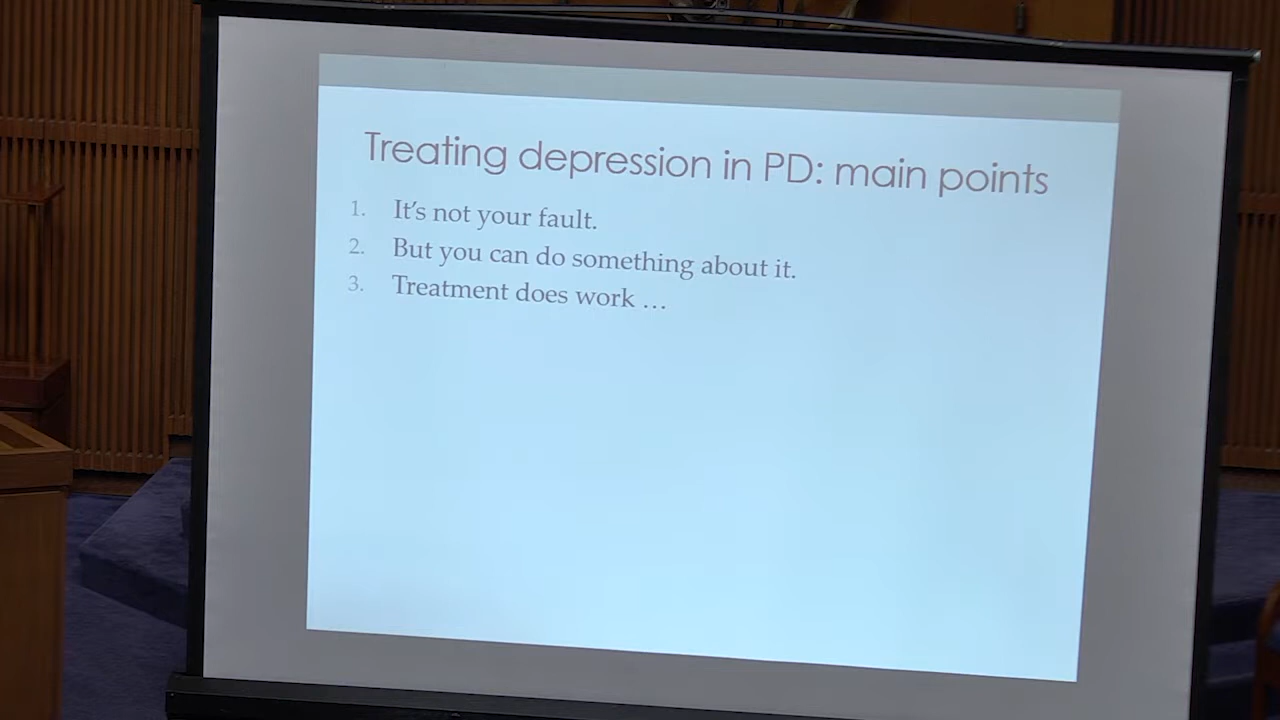 Treating depression in PD: main points
1. It's not your fault.
2. But you can do something about it.
3. Treatment does work …